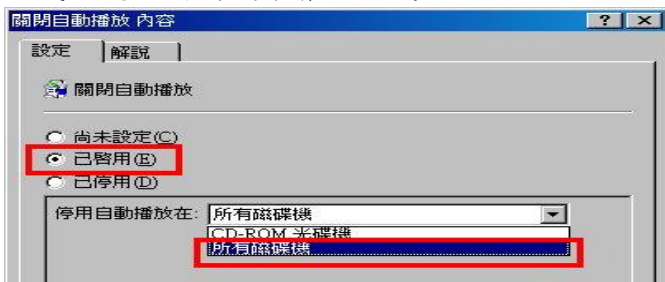 關閉自動播放 內容
設定 解說
關閉自動播放
尚未設定(C)
已啓用(E)
已停用(D)
停用自動播放在: 所有磁碟機
CD-ROM 光碟機
所有磁碟機